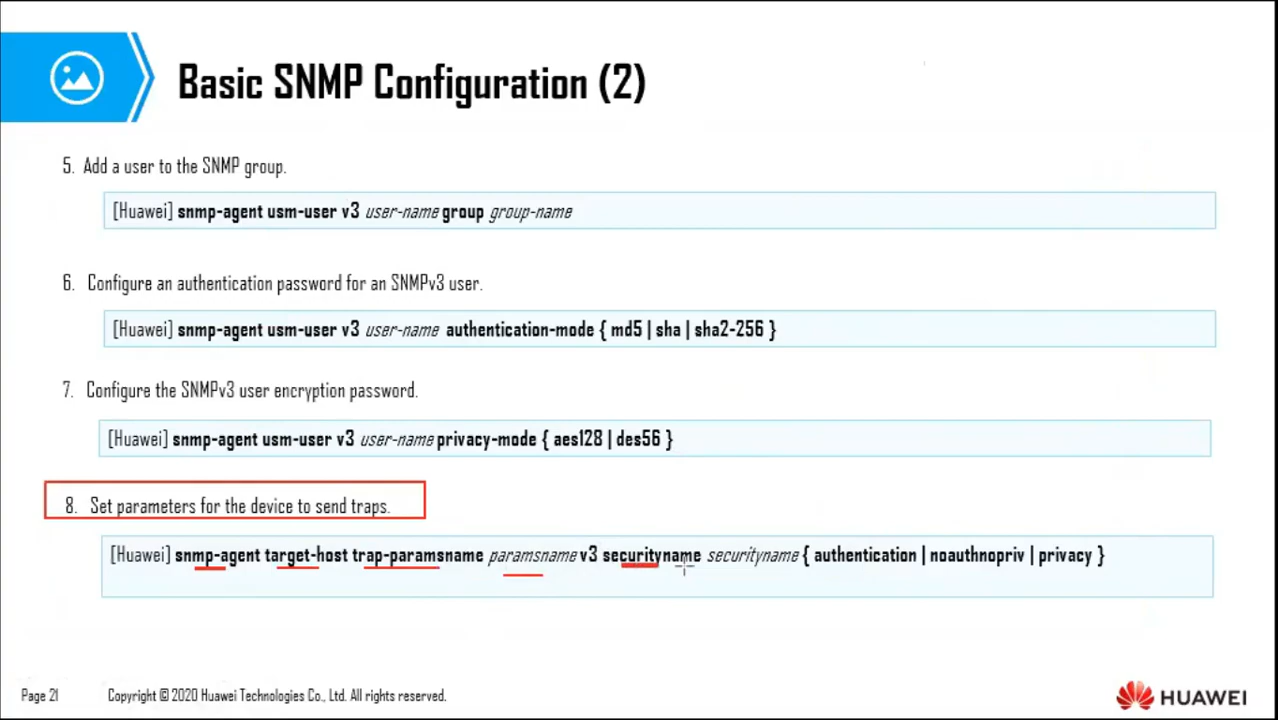 Basic SNMP Configuration (2)
5. Add a user to the SNMP group.
[Huawei] snmp-agent usm-user v3 user-name group group-name
6. Configure an authentication password for an SNMPv3 user.
[Huawei] snmp-agent usm-user v3 user-name authentication-mode { md5 | sha | sha2-256 }
7. Configure the SNMPv3 user encryption password.
[Huawei] snmp-agent usm-user v3 user-name privacy-mode { aes128 | des56 }
8. Set parameters for the device to send traps.
[Huawei] snmp-agent target-host trap-paramsname paramsname v3 securityname securityname { authentication | noauthnopriv | privacy }
Page 21 Copyright © 2020 Huawei Technologies Co., Ltd. All rights reserved.
HUAWEI